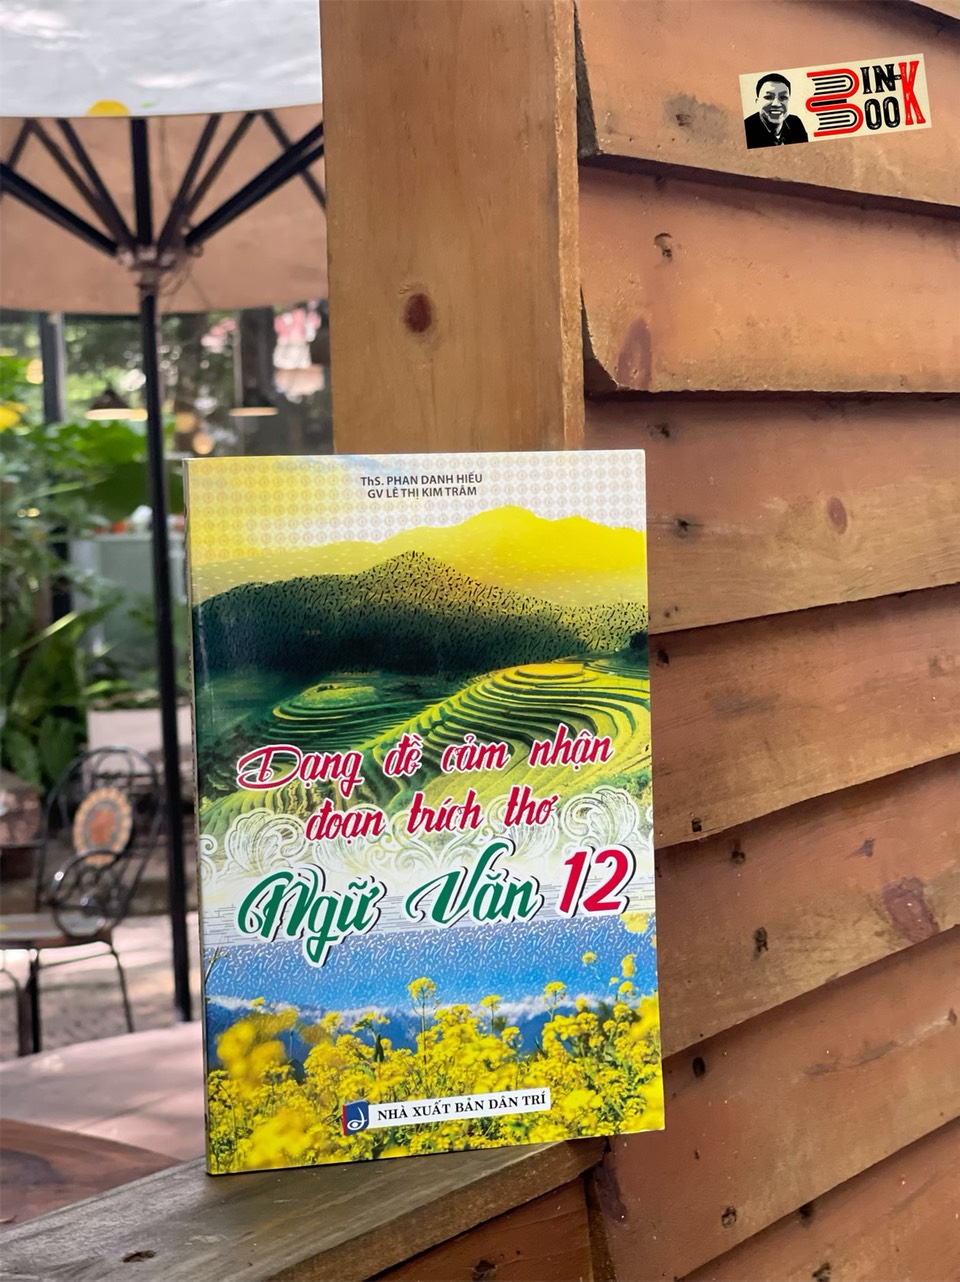 BIN-
BOOK
ThS. PHAN DANH HIẾU
GV LÊ THỊ KIM TRÂM
Dạng đề cảm nhận
đoạn trích thơ
Ngữ Văn 12
NHÀ XUẤT BẢN DÂN TRÍ